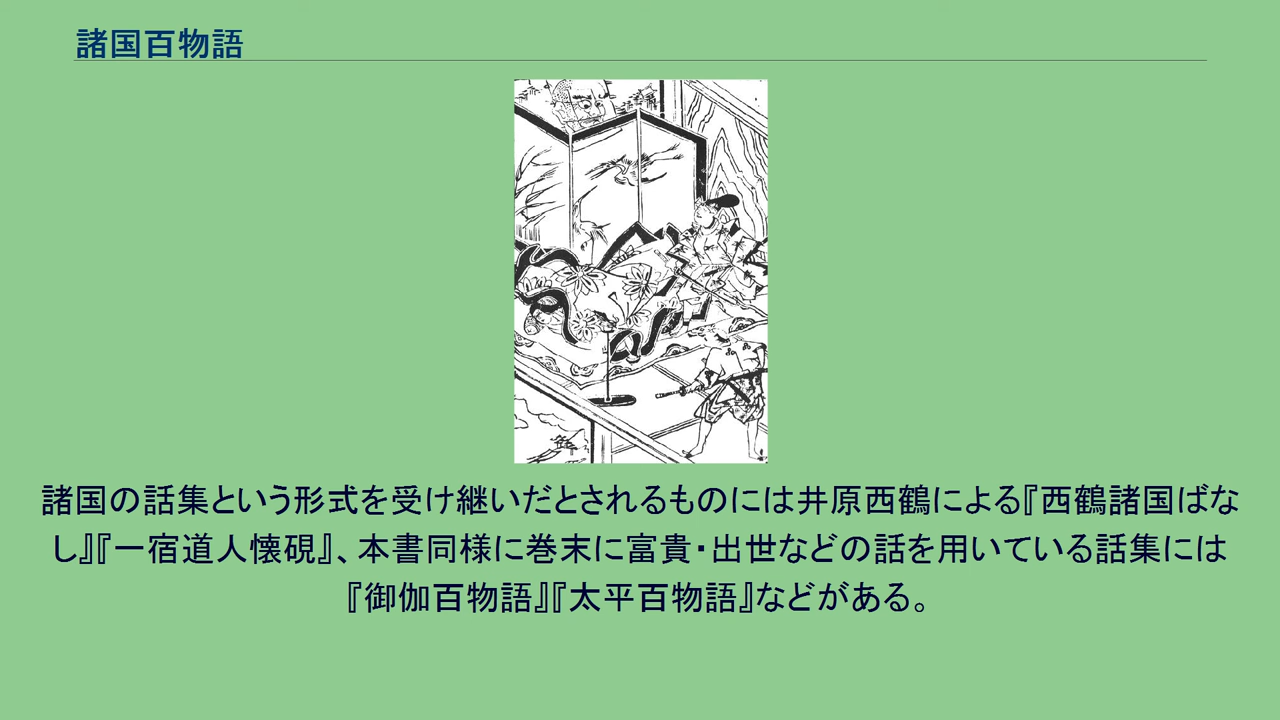 諸国百物語
諸国の話集という形式を受け継いだとされるものには井原西鶴による『西鶴諸国ばな
し』『一宿道人懐硯』、本書同様に巻末に富貴・出世などの話を用いている話集には
『御伽百物語』『太平百物語』などがある。